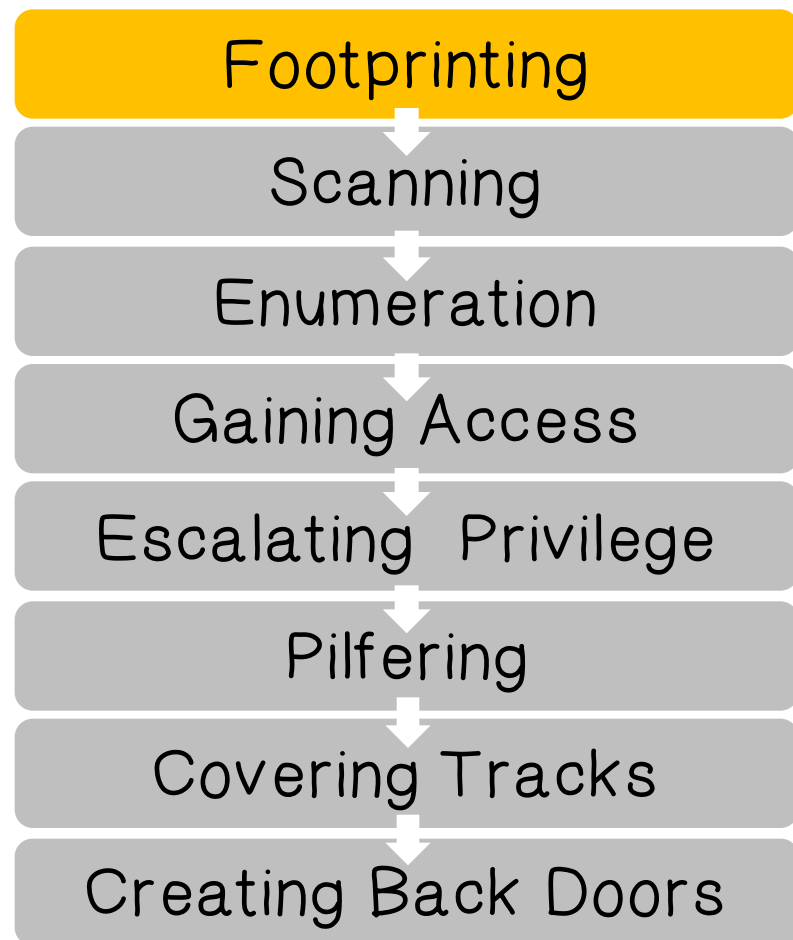 Footprinting
Scanning
Enumeration
Gaining Access
Escalating Privilege
Pilfering
Covering Tracks
Creating Back Doors